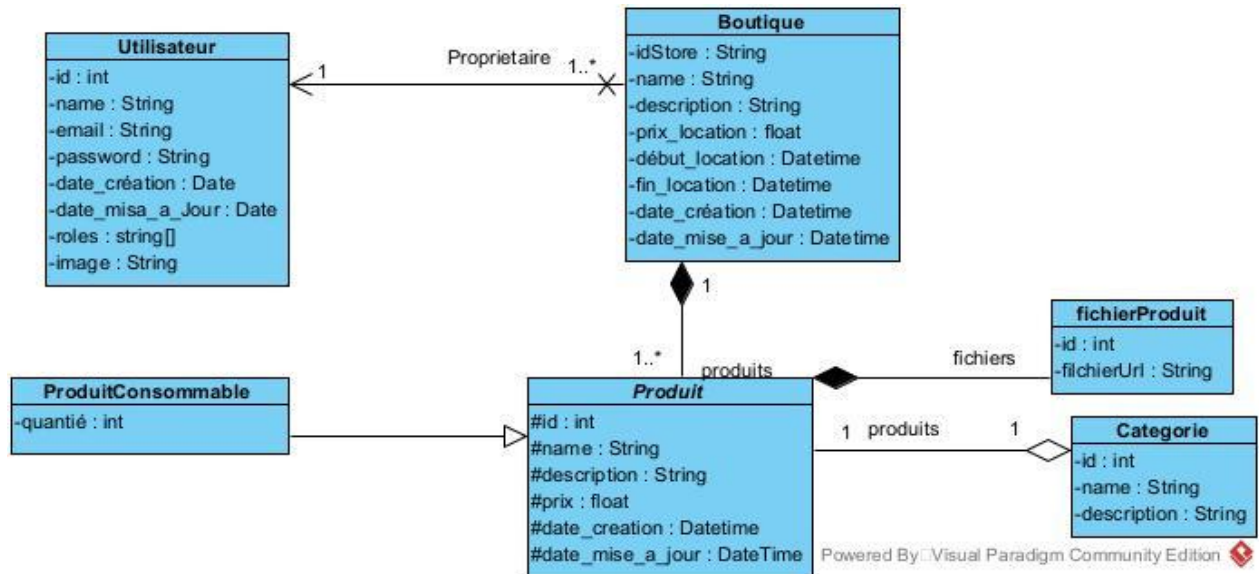 Utilisateur
-id : int
-name : String
-email : String
-password : String
-date_création : Date
-date_misa_a_Jour : Date
-roles : string[]
-image : String
Proprietaire
1
1..*
Boutique
-idStore : String
-name : String
-description : String
-prix_location : float
-début_location : Datetime
-fin_location : Datetime
-date_création : Datetime
-date_mise_a_jour : Datetime
1
1..*
produits
fichiers
fichierProduit
-id : int
-filchierUrl : String
ProduitConsommable
-quantié : int
Produit
#id : int
#name : String
#description : String
#prix : float
#date_creation : Datetime
#date_mise_a_jour : DateTime
1 produits 1
Categorie
-id : int
-name : String
-description : String
Powered By Visual Paradigm Community Edition